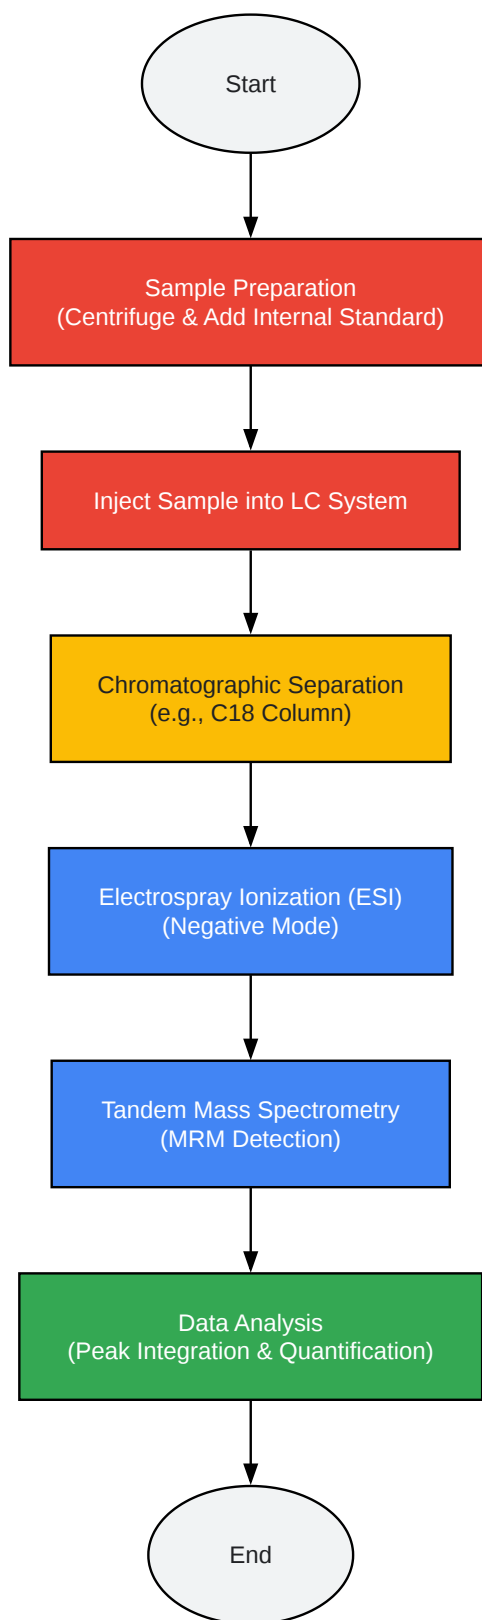 Start
Sample Preparation
(Centrifuge & Add Internal Standard)
Inject Sample into LC System
Chromatographic Separation
(e.g., C18 Column)
Electrospray Ionization (ESI)
(Negative Mode)
Tandem Mass Spectrometry
(MRM Detection)
Data Analysis
(Peak Integration & Quantification)
End